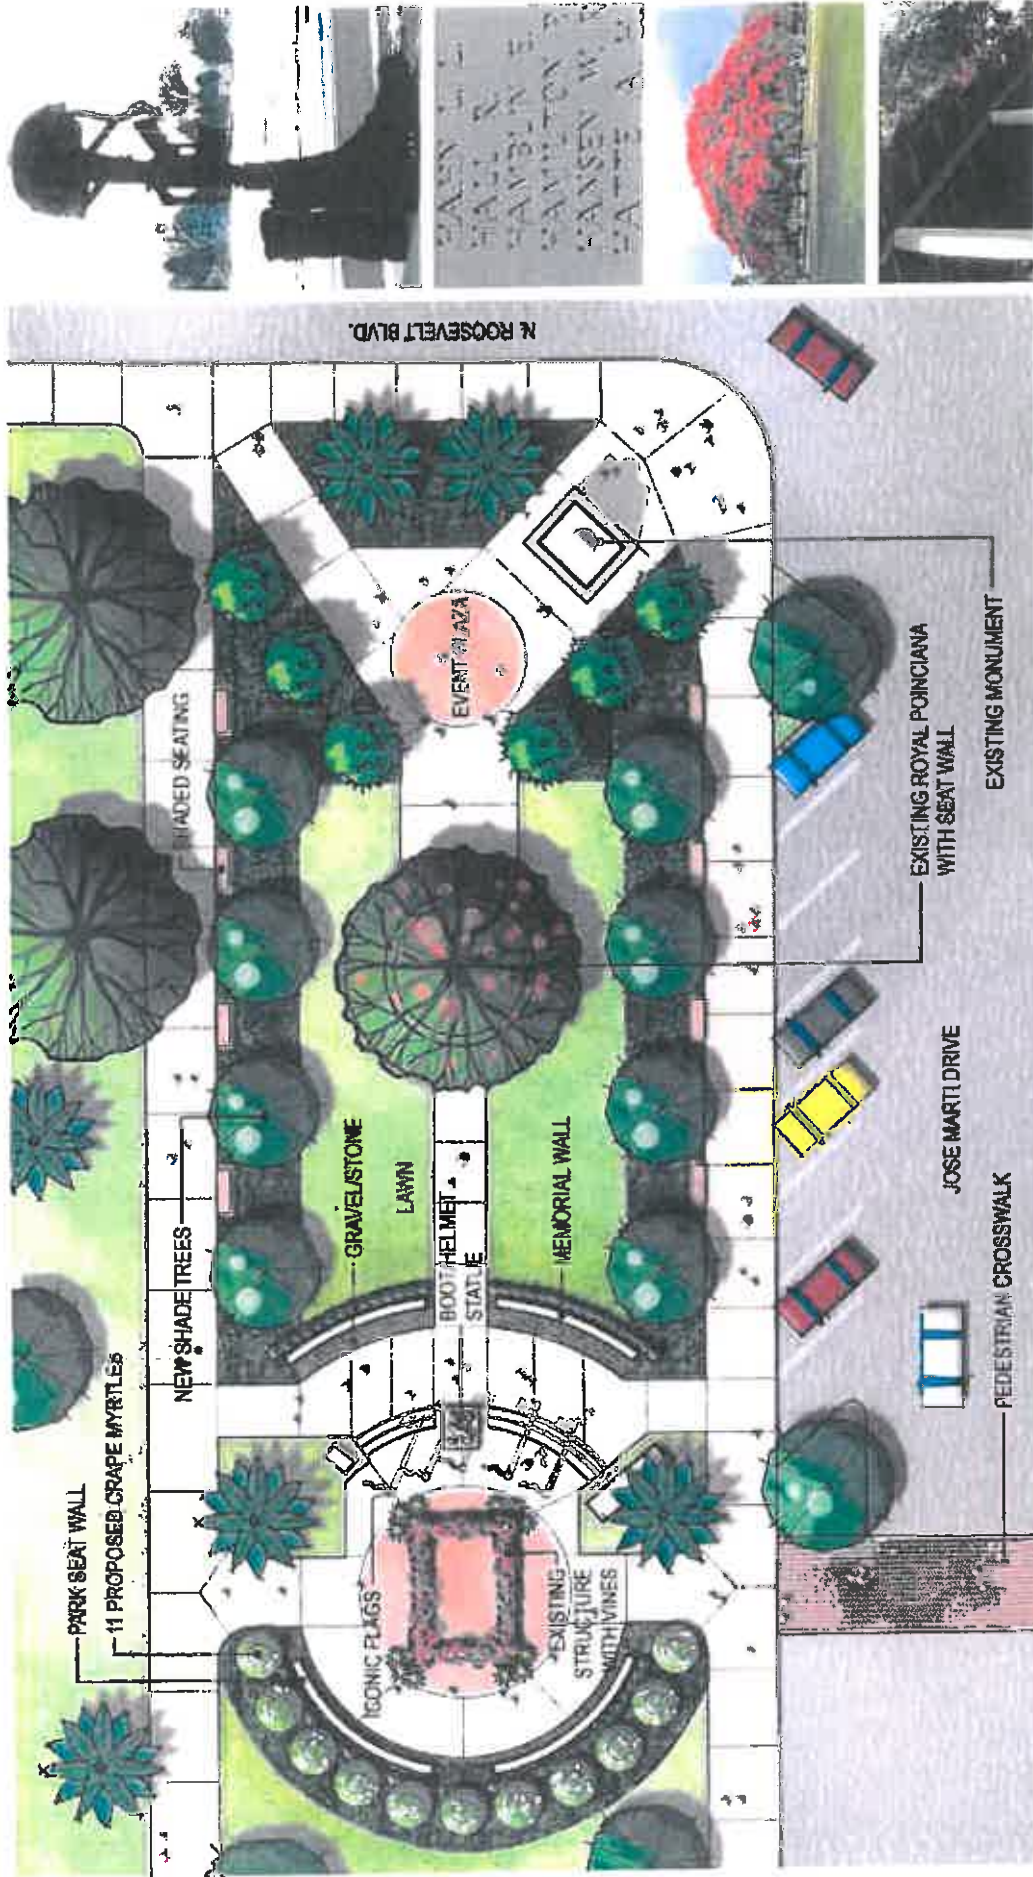 N. ROOSEVELT BLVD.
SHADED SEATING
EVENT PLAZA
NEW SHADE TREES
GRAVEL/STONE
LAWN
BOOT/HELMET
STATUE
MEMORIAL WALL
PARK SEAT WALL
11 PROPOSED CRAPE MYRTLES
ICONIC FLAGS
EXISTING
STRUCTURE
WITH VINES
EXISTING ROYAL POINCIANA
WITH SEAT WALL
EXISTING MONUMENT
JOSE MARTI DRIVE
PEDESTRIAN CROSSWALK